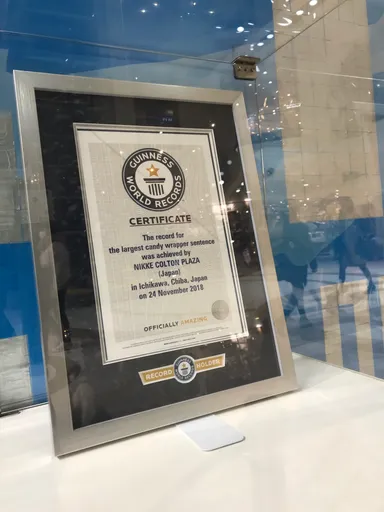 GUINNESS
WORLD RECORDS
CERTIFICATE
The record for
the largest candy wrapper sentence
was achieved by
NIKKE COLTON PLAZA
(Japan)
in Ichikawa, Chiba, Japan
on 24 November 2018
OFFICIALLY AMAZING
RECORD HOLDER